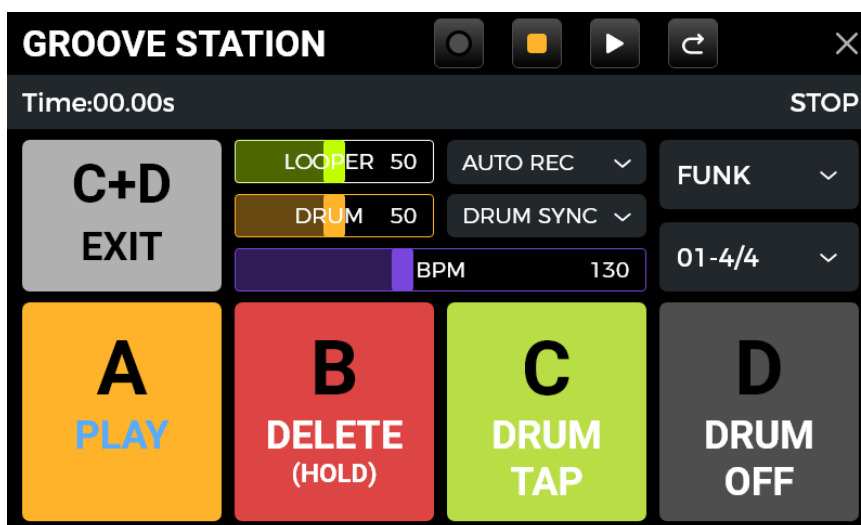 GROOVE STATION
Time:00.00s
STOP
C+D
EXIT
LOOPER 50
AUTO REC
FUNK
DRUM 50
DRUM SYNC
BPM 130
01-4/4
A
PLAY
B
DELETE
(HOLD)
C
DRUM
TAP
D
DRUM
OFF